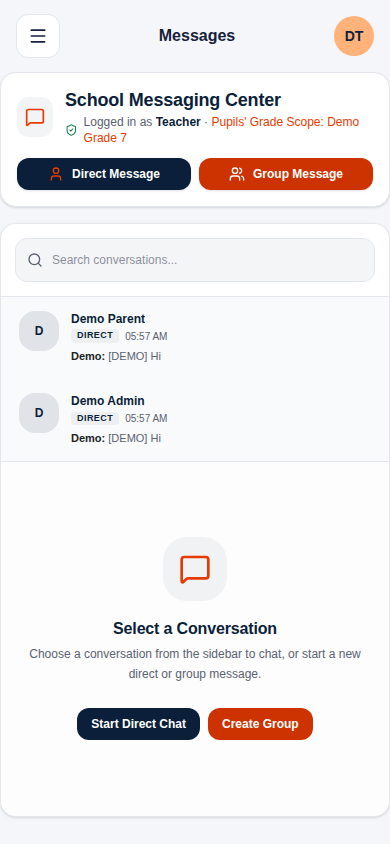 Messages
DT
School Messaging Center
Logged in as Teacher · Pupils' Grade Scope: Demo
Grade 7
Direct Message
Group Message
Search conversations...
D
Demo Parent
DIRECT 05:57 AM
Demo: [DEMO] Hi
D
Demo Admin
DIRECT 05:57 AM
Demo: [DEMO] Hi
Select a Conversation
Choose a conversation from the sidebar to chat, or start a new
direct or group message.
Start Direct Chat
Create Group